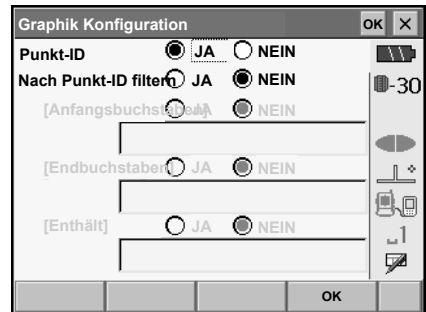 Graphik Konfiguration OK X
Punkt-ID JA NEIN
Nach Punkt-ID filtern JA NEIN
[Anfangsbuchstaben] JA NEIN
[Endbuchstaben] JA NEIN
[Enthält] JA NEIN
-30
1
OK